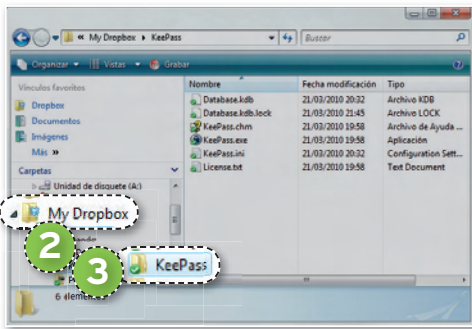 « My Dropbox ▸ KeePass
Buscar
Organizar Vistas Grabar
Vínculos favoritos
Dropbox
Documentos
Imágenes
Más »
Carpetas
Unidad de disquete (A:)
My Dropbox
2
3
KeePass
6 elementos
Nombre Fecha modificación Tipo
Database.kdb 21/03/2010 20:32 Archivo KDB
Database.kdb.lock 21/03/2010 21:45 Archivo LOCK
KeePass.chm 21/03/2010 19:58 Archivo de Ayuda ...
KeePass.exe 21/03/2010 19:58 Aplicación
KeePass.ini 21/03/2010 20:32 Configuration Sett...
License.txt 21/03/2010 19:58 Text Document